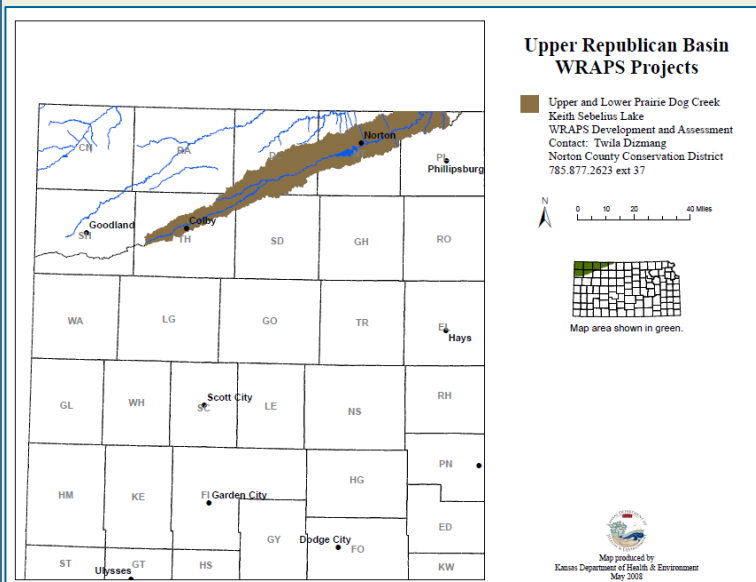 Upper Republican Basin
WRAPS Projects
Upper and Lower Prairie Dog Creek
Keith Sebelius Lake
WRAPS Development and Assessment
Contact: Twila Dizmang
Norton County Conservation District
785.877.2623 ext 37
N
0 10 20 40 Miles
Map area shown in green.
CN
RA
Norton
Phillipsburg
Goodland
SH
Colby
TH
SD
GH
RO
WA
LG
GO
TR
EL
Hays
GL
WH
Scott City
SC
LE
NS
RH
PN
HM
KE
FI Garden City
HG
GY
Dodge City
FO
ED
ST
GT
Ulysses
HS
KW
Map produced by
Kansas Department of Health & Environment
May 2008